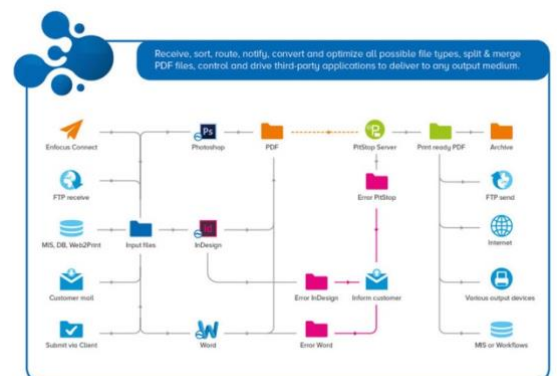 Receive, sort, route, notify, convert and optimize all possible file types, split & merge
PDF files, control and drive third-party applications to deliver to any output medium.
Enfocus Connect
Photoshop
PDF
PitStop Server
Print ready PDF
Archive
FTP receive
Error PitStop
FTP send
MIS, DB, Web2Print
Input files
InDesign
Internet
Customer mail
Error InDesign
Inform customer
Various output devices
Submit via Client
Word
Error Word
MIS or Workflows
Ps
Id